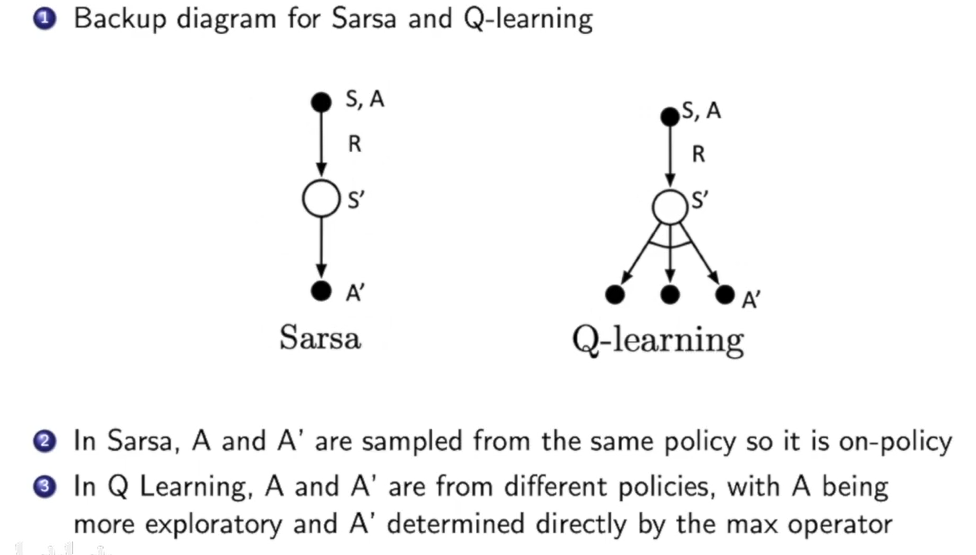 1 Backup diagram for Sarsa and Q-learning
S, A
R
S'
A'
Sarsa
S, A
R
S'
A'
Q-learning
2 In Sarsa, A and A' are sampled from the same policy so it is on-policy
3 In Q Learning, A and A' are from different policies, with A being
more exploratory and A' determined directly by the max operator